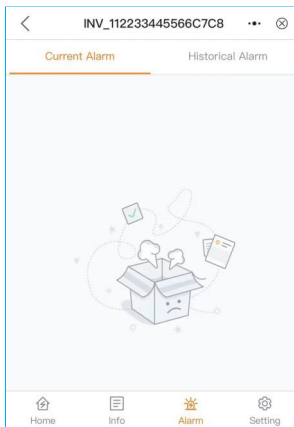 INV_112233445566C7C8
Current Alarm Historical Alarm
Home Info Alarm Setting